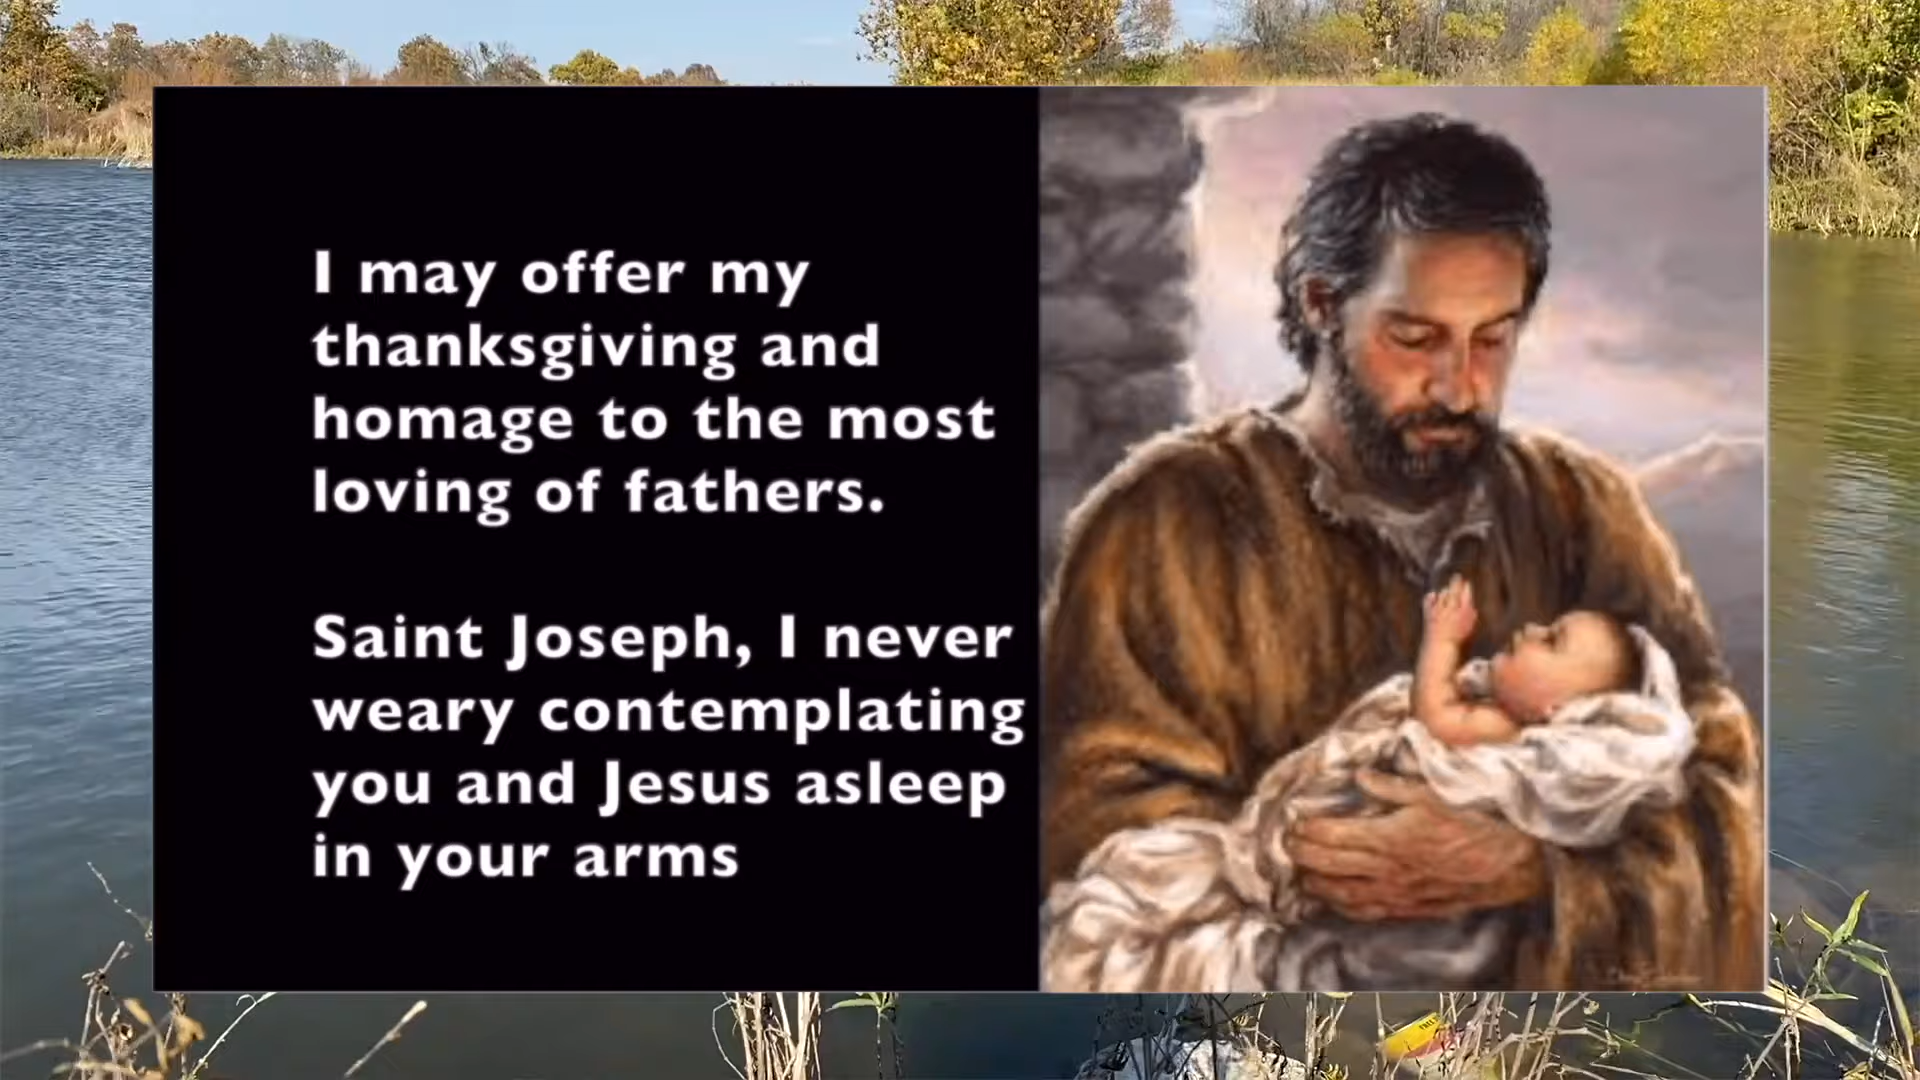 I may offer my
thanksgiving and
homage to the most
loving of fathers.
Saint Joseph, I never
weary contemplating
you and Jesus asleep
in your arms